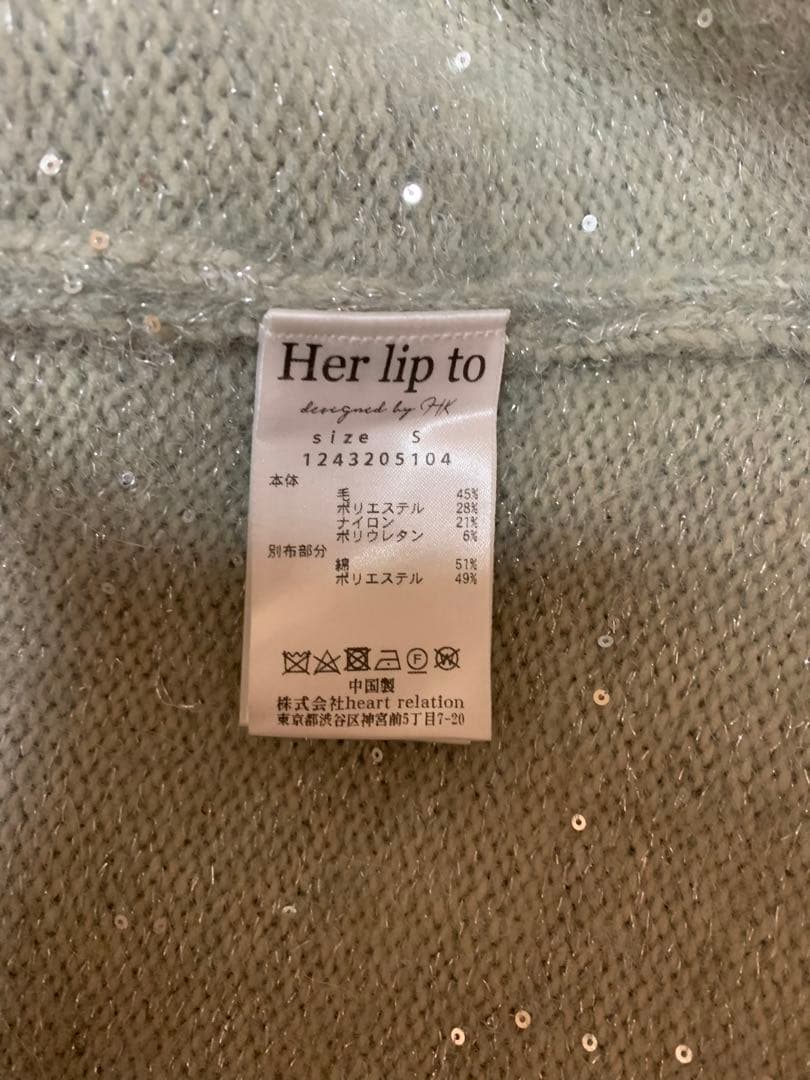 Her lip to
designed by HK
size S
1243205104
本体
毛 45%
ポリエステル 28%
ナイロン 21%
ポリウレタン 6%
別布部分
綿 51%
ポリエステル 49%
F W
中国製
株式会社heart relation
東京都渋谷区神宮前5丁目7-20